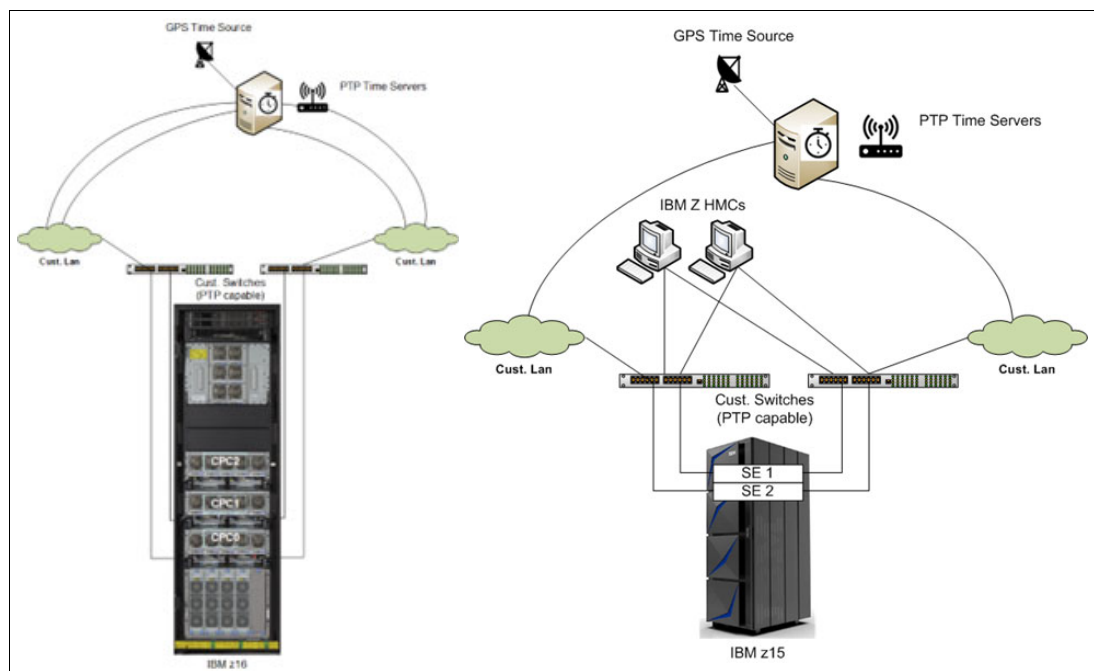 GPS Time Source
PTP Time Servers
Cust. Lan
Cust. Lan
Cust. Switches
(PTP capable)
CPC2
CPC1
CPC0
IBM z16
GPS Time Source
PTP Time Servers
IBM Z HMCs
Cust. Lan
Cust. Lan
Cust. Switches
(PTP capable)
SE 1
SE 2
IBM z15